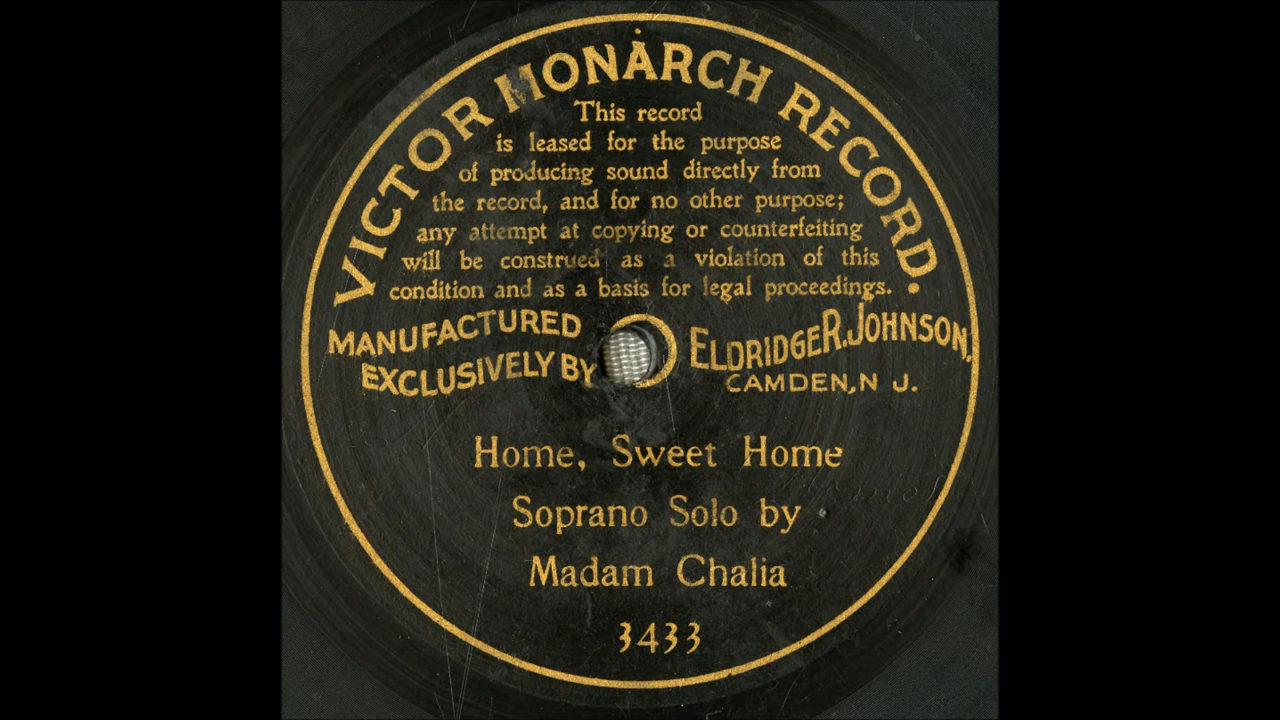 VICTOR MONARCH RECORD.
This record
is leased for the purpose
of producing sound directly from
the record, and for no other purpose;
any attempt at copying or counterfeiting
will be construed as a violation of this
condition and as a basis for legal proceedings.
MANUFACTURED
EXCLUSIVELY BY
ELDRIDGE R. JOHNSON,
CAMDEN, N J.
Home, Sweet Home
Soprano Solo by
Madam Chalia
3433